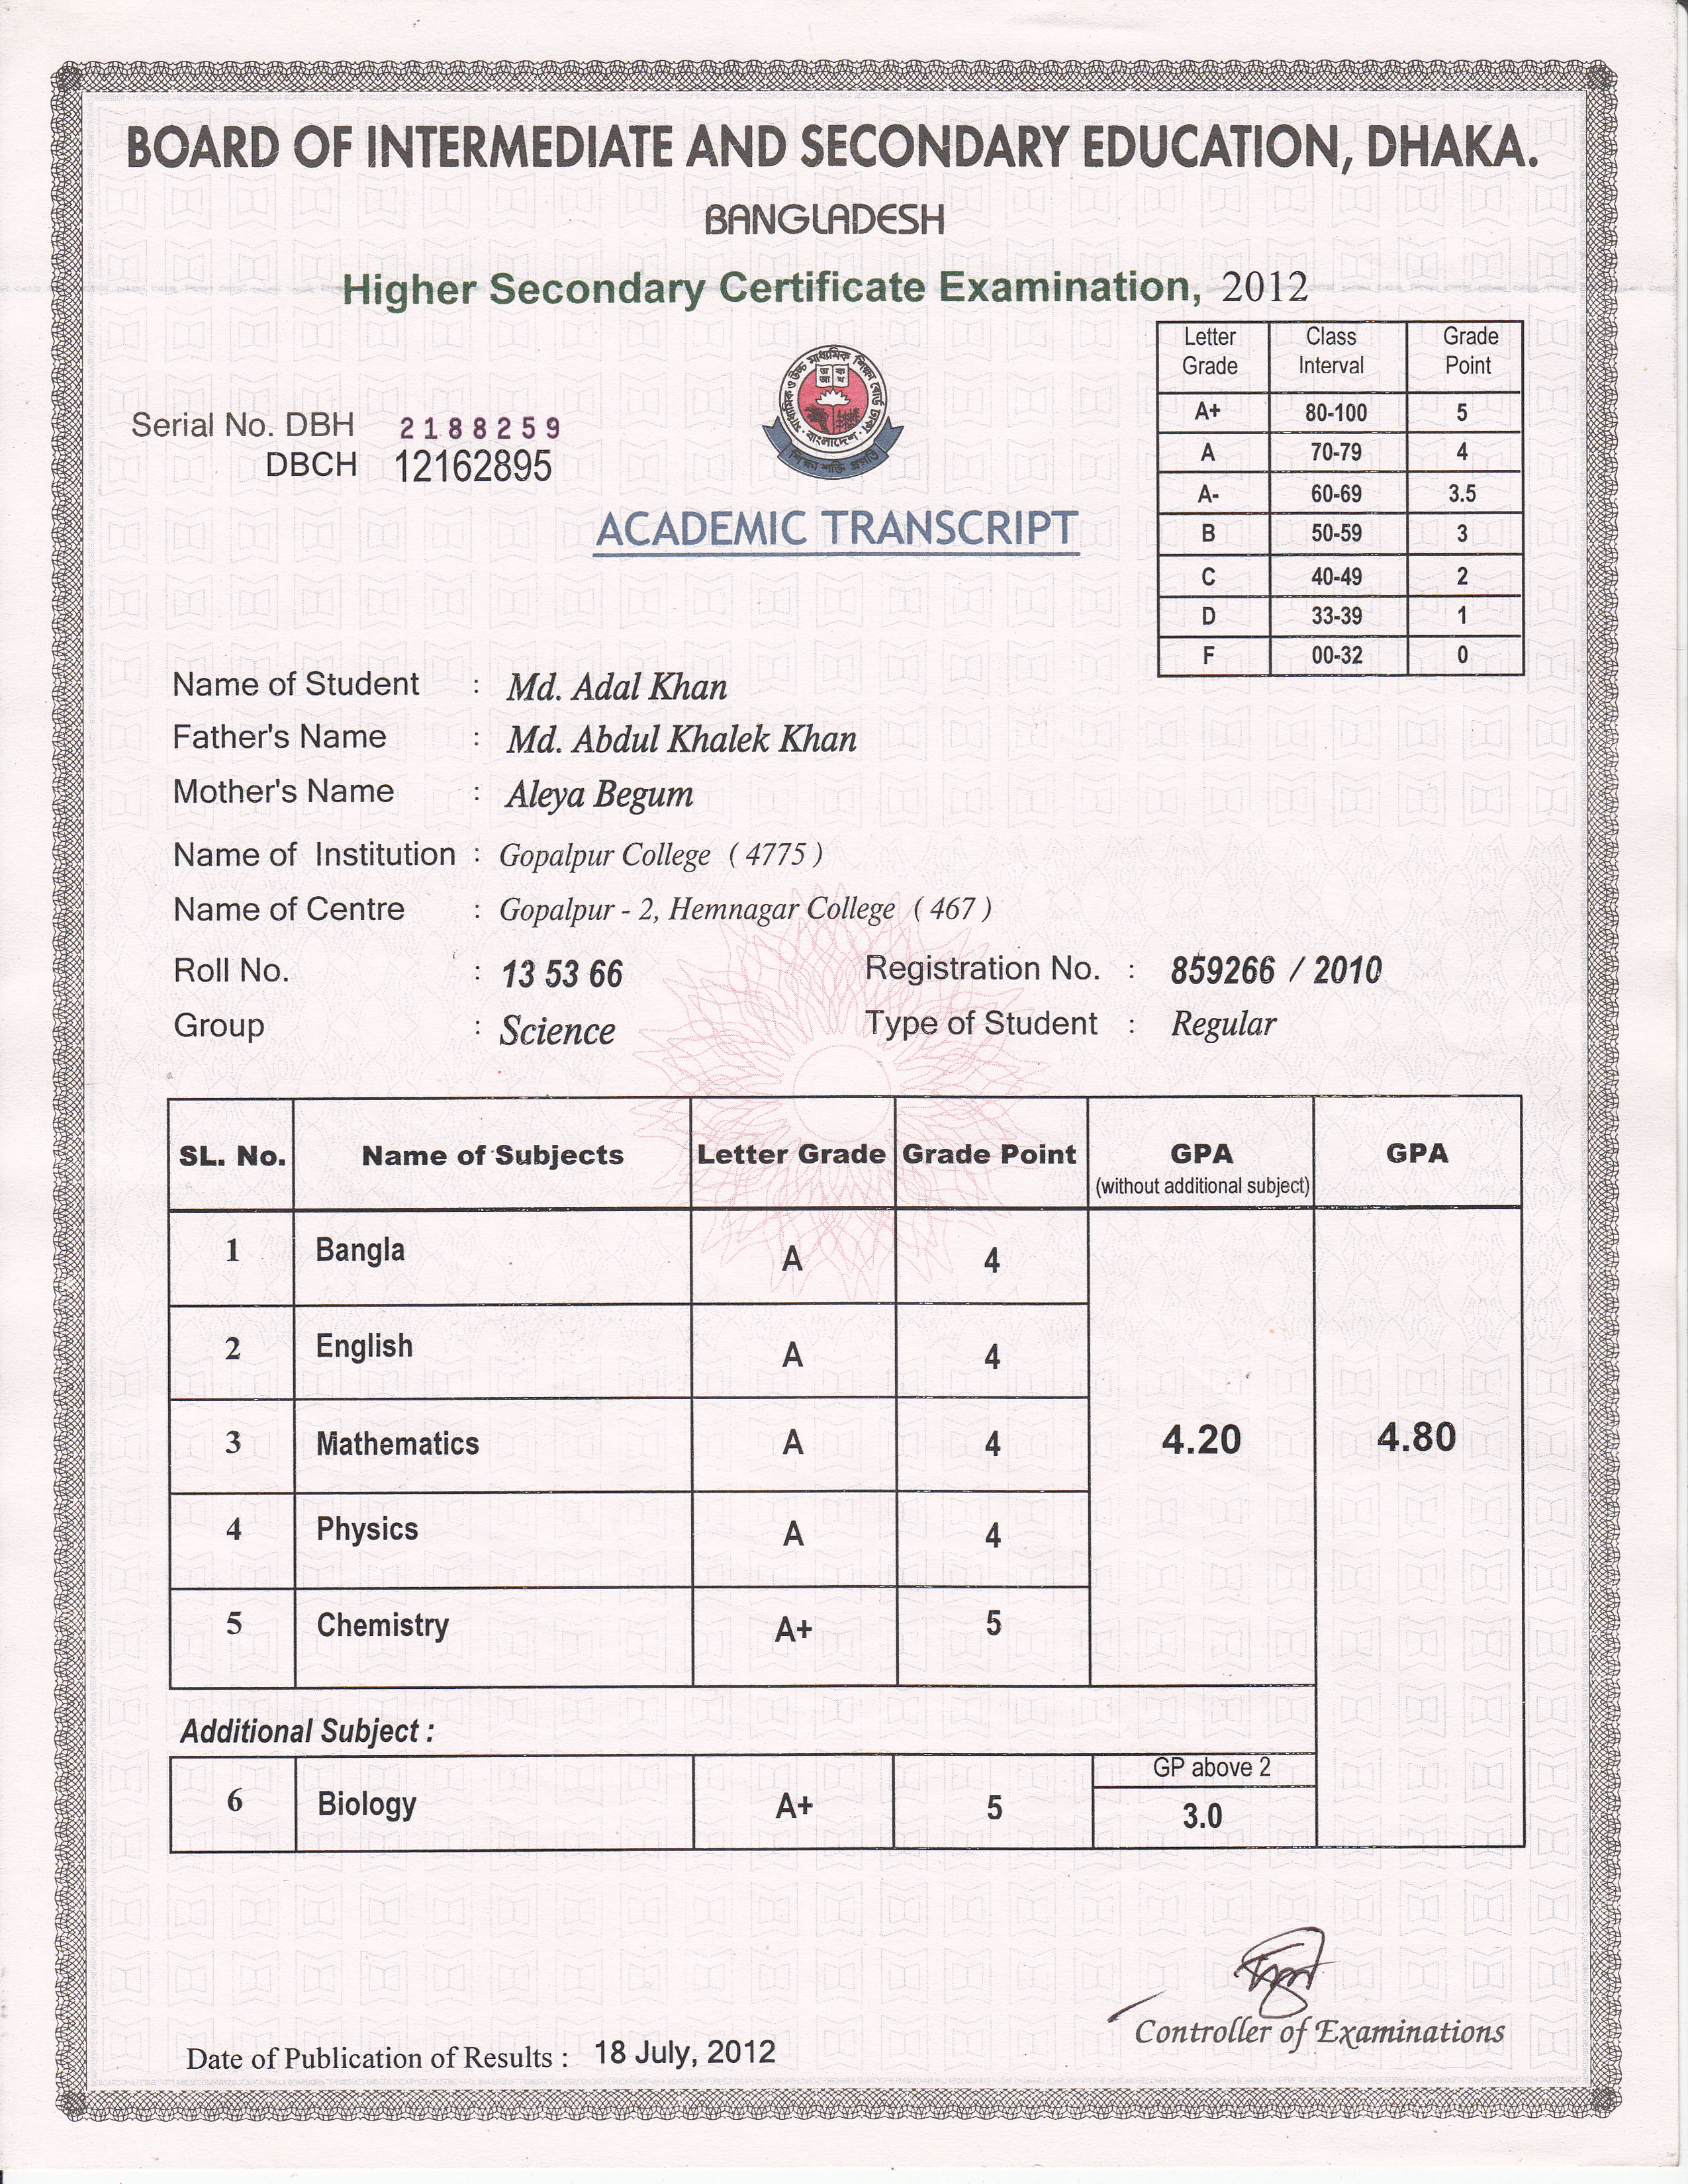 BOARD OF INTERMEDIATE AND SECONDARY EDUCATION, DHAKA.
BANGLADESH
Higher Secondary Certificate Examination, 2012
Letter Grade Class Interval Grade Point
A+ 80-100 5
A 70-79 4
A- 60-69 3.5
B 50-59 3
C 40-49 2
D 33-39 1
F 00-32 0
মাধ্যমিক ও উচ্চ মাধ্যমিক শিক্ষা বোর্ড ঢাকা
অ আ ক খ
বাংলাদেশ
Serial No. DBH 2188259
DBCH 12162895
ACADEMIC TRANSCRIPT
Name of Student : Md. Adal Khan
Father's Name : Md. Abdul Khalek Khan
Mother's Name : Aleya Begum
Name of Institution : Gopalpur College ( 4775 )
Name of Centre : Gopalpur - 2, Hemnagar College ( 467 )
Roll No. : 13 53 66 Registration No. : 859266 / 2010
Group : Science Type of Student : Regular
SL. No. Name of Subjects Letter Grade Grade Point GPA (without additional subject) GPA
1 Bangla A 4
2 English A 4
3 Mathematics A 4 4.20 4.80
4 Physics A 4
5 Chemistry A+ 5
Additional Subject :
GP above 2
6 Biology A+ 5 3.0
Controller of Examinations
Date of Publication of Results : 18 July, 2012